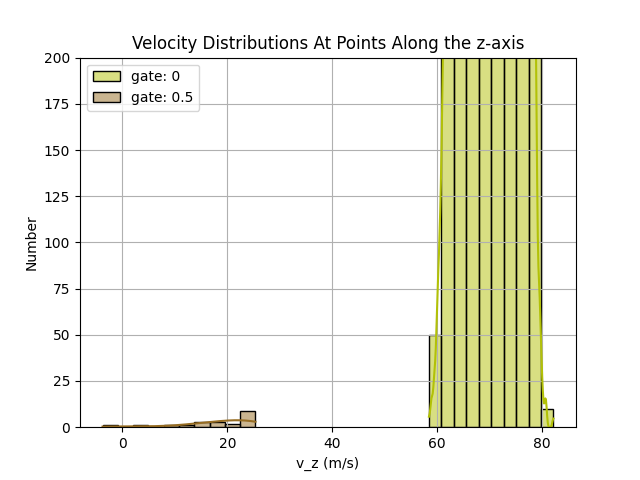 Velocity Distributions At Points Along the z-axis
gate: 0
gate: 0.5
200
175
150
125
100
75
50
25
0
Number
0
20
40
60
80
v_z (m/s)